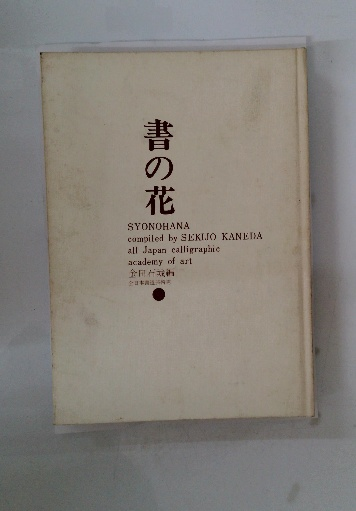 書の花
SYONOHANA
compiled by SEKIJO KANEDA
all Japan calligraphic
academy of art
金田石城編